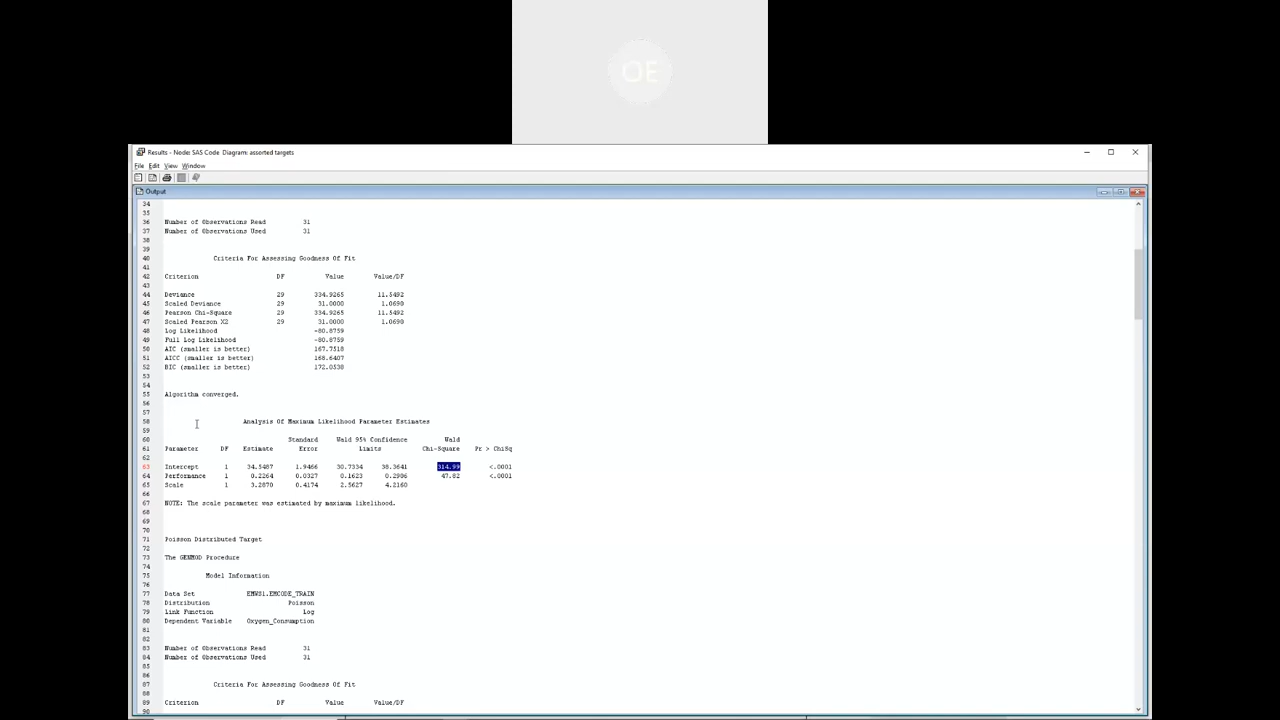 OE
Results - Node: SAS Code Diagram: assorted targets
File Edit View Window
Output
34
35
36 Number of Observations Read 31
37 Number of Observations Used 31
38
39
40 Criteria For Assessing Goodness Of Fit
41
42 Criterion DF Value Value/DF
43
44 Deviance 29 334.9265 11.5492
45 Scaled Deviance 29 31.0000 1.0690
46 Pearson Chi-Square 29 334.9265 11.5492
47 Scaled Pearson X2 29 31.0000 1.0690
48 Log Likelihood -80.8759
49 Full Log Likelihood -80.8759
50 AIC (smaller is better) 167.7518
51 AICC (smaller is better) 168.6407
52 BIC (smaller is better) 172.0538
53
54
55 Algorithm converged.
56
57
58 Analysis Of Maximum Likelihood Parameter Estimates
59
60 Standard Wald 95% Confidence Wald
61 Parameter DF Estimate Error Limits Chi-Square Pr > ChiSq
62
63 Intercept 1 34.5487 1.9466 30.7334 38.3641 314.99 <.0001
64 Performance 1 0.2264 0.0327 0.1623 0.2906 47.82 <.0001
65 Scale 1 3.2870 0.4174 2.5627 4.2160
66
67 NOTE: The scale parameter was estimated by maximum likelihood.
68
69
70
71 Poisson Distributed Target
72
73 The GENMOD Procedure
74
75 Model Information
76
77 Data Set EMWS1.EMCODE_TRAIN
78 Distribution Poisson
79 Link Function Log
80 Dependent Variable Oxygen_Consumption
81
82
83 Number of Observations Read 31
84 Number of Observations Used 31
85
86
87 Criteria For Assessing Goodness Of Fit
88
89 Criterion DF Value Value/DF
90